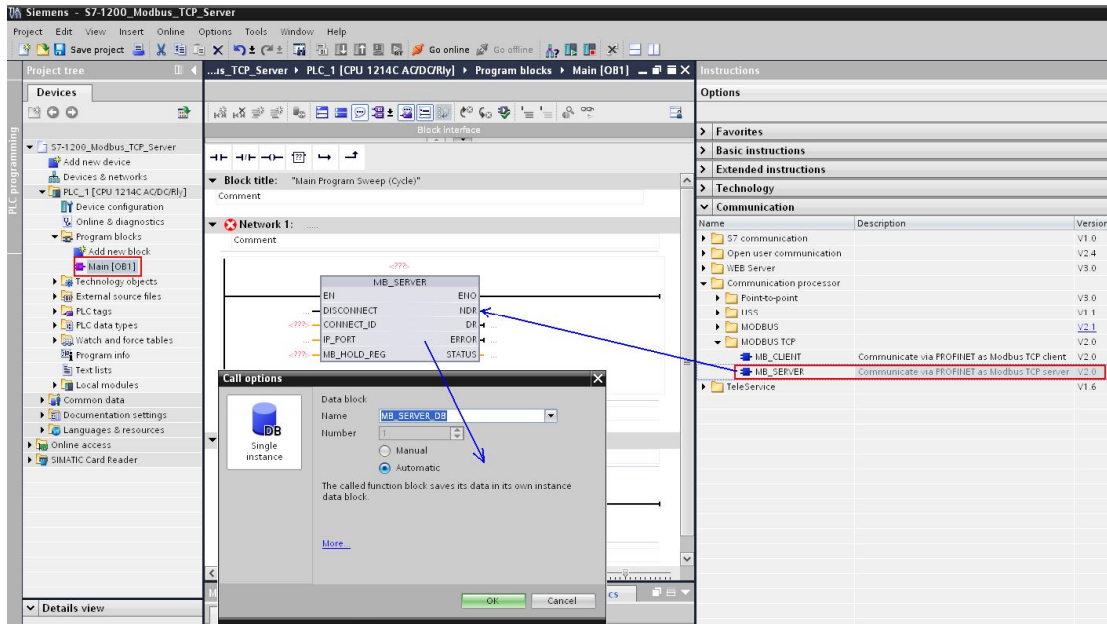 Siemens - S7-1200_Modbus_TCP_Server
Project Edit View Insert Online Options Tools Window Help
Save project Go online Go offline
Project tree
...us_TCP_Server PLC_1 [CPU 1214C AC/DC/Rly] Program blocks Main [OB1]
Instructions
Devices
Options
PLC programming
Block interface
S7-1200_Modbus_TCP_Server
Add new device
Devices & networks
PLC_1 [CPU 1214C AC/DC/Rly]
Device configuration
Online & diagnostics
Program blocks
Add new block
Main [OB1]
Technology objects
External source files
PLC tags
PLC data types
Watch and force tables
Program info
Text lists
Local modules
Common data
Documentation settings
Languages & resources
Online access
SIMATIC Card Reader
Details view
??
Block title: "Main Program Sweep (Cycle)"
Comment
Network 1: .....
Comment
<???>
MB_SERVER
EN ENO
... DISCONNECT NDR
<???> CONNECT_ID DR ...
... IP_PORT ERROR ...
<???> MB_HOLD_REG STATUS ...
Call options
DB
Single
instance
Data block
Name MB_SERVER_DB
Number 1
Manual
Automatic
The called function block saves its data in its own instance
data block.
More...
OK Cancel
Favorites
Basic instructions
Extended instructions
Technology
Communication
Name Description Version
S7 communication V1.0
Open user communication V2.4
WEB Server V3.0
Communication processor
Point-to-point V3.0
USS V1.1
MODBUS V2.1
MODBUS TCP V2.0
MB_CLIENT Communicate via PROFINET as Modbus TCP client V2.0
MB_SERVER Communicate via PROFINET as Modbus TCP server V2.0
TeleService V1.6